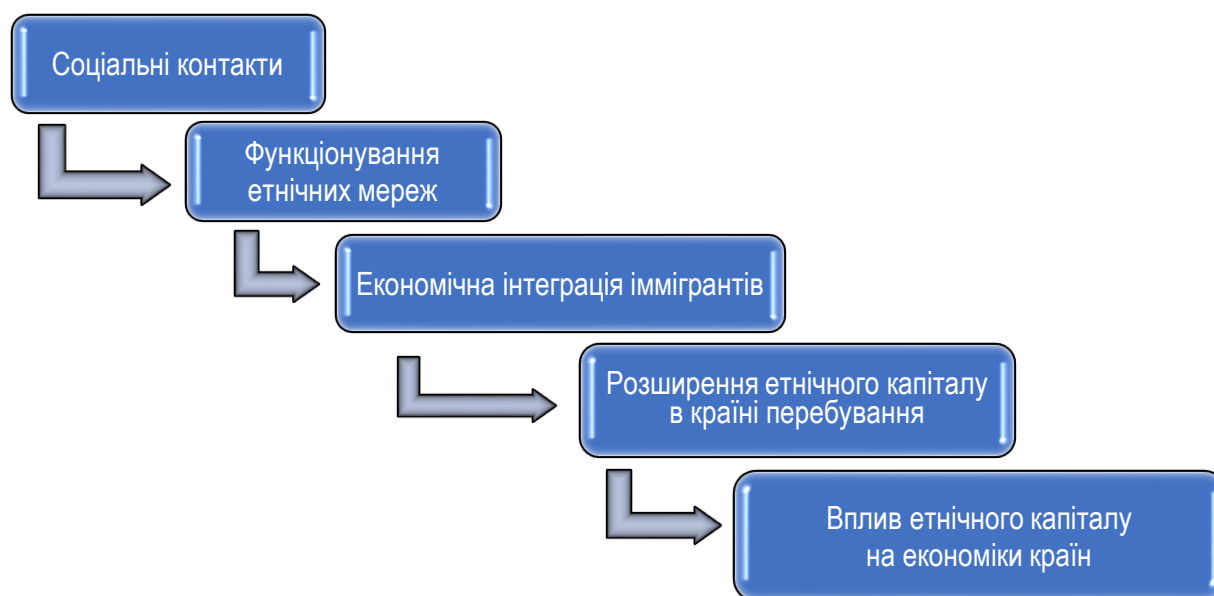 Соціальні контакти
Функціонування
етнічних мереж
Економічна інтеграція іммігрантів
Розширення етнічного капіталу
в країні перебування
Вплив етнічного капіталу
на економіки країн